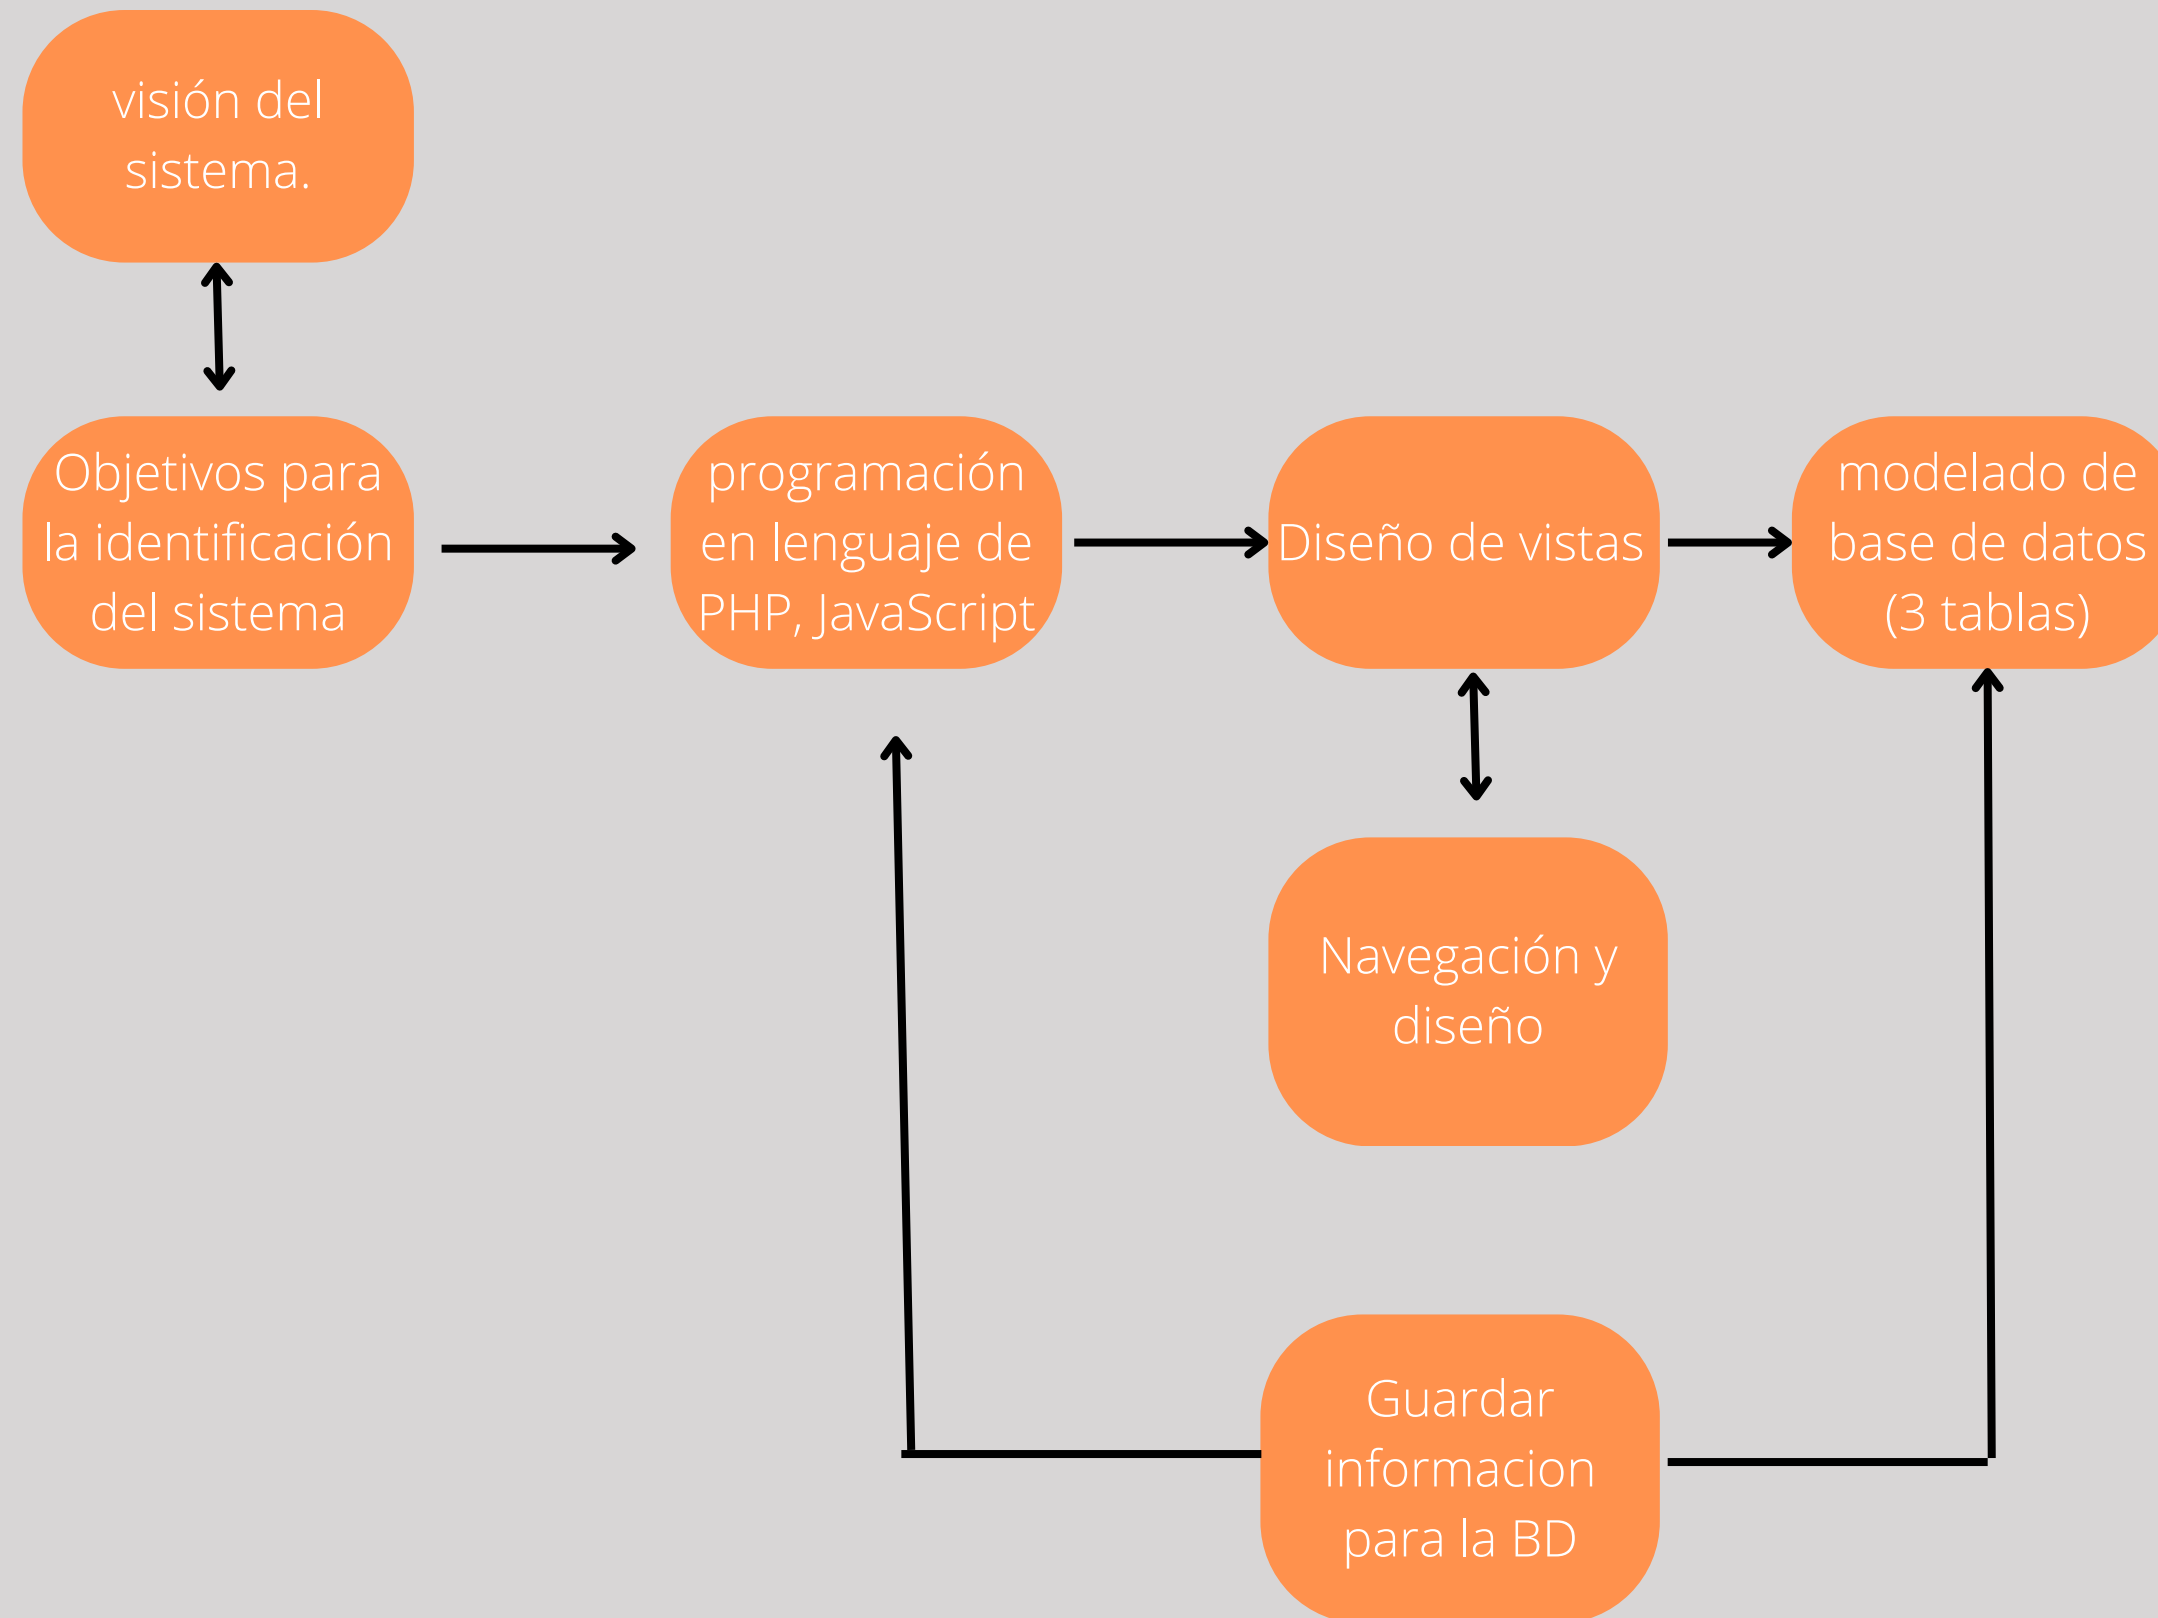 visión del
sistema.
Objetivos para
la identificación
del sistema
programación
en lenguaje de
PHP, JavaScript
Diseño de vistas
modelado de
base de datos
(3 tablas)
Navegación y
diseño
Guardar
informacion
para la BD